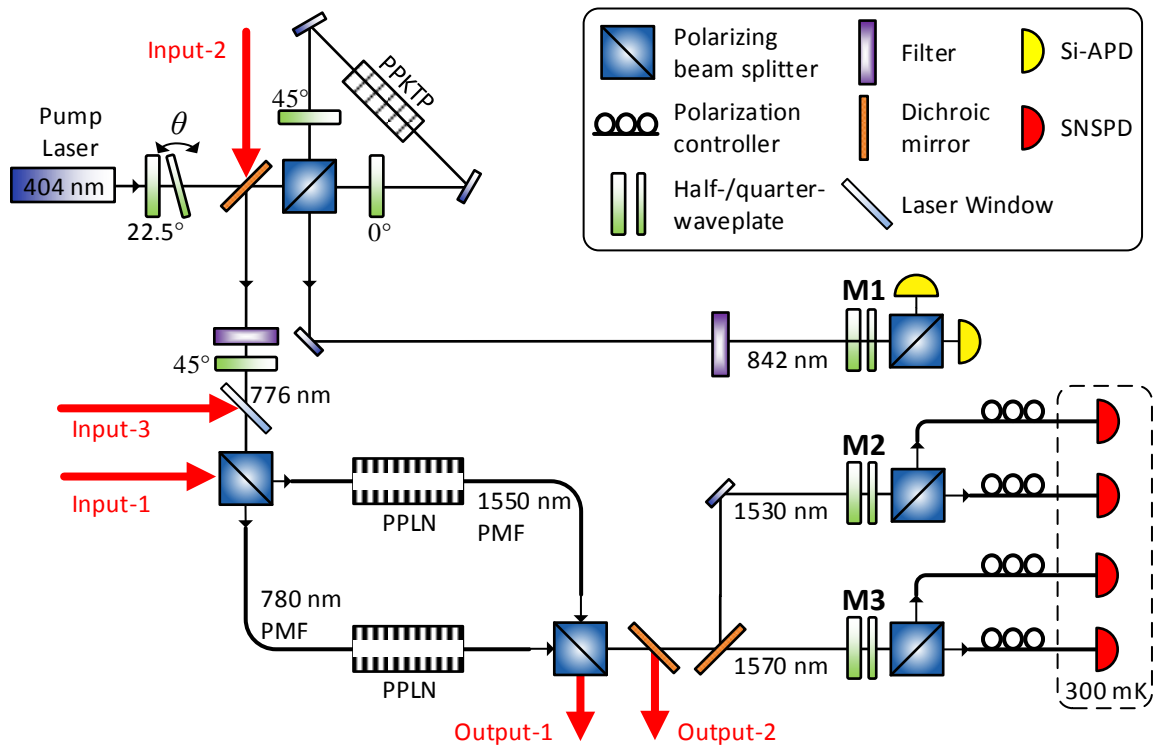 Input-2
45°
PPKTP
Pump
Laser
404 nm
θ
22.5°
0°
Polarizing
beam splitter
Filter
Si-APD
Polarization
controller
Dichroic
mirror
SNSPD
Half-/quarter-
waveplate
Laser Window
45°
776 nm
Input-3
Input-1
M1
842 nm
PPLN
1550 nm
PMF
780 nm
PMF
PPLN
M2
1530 nm
M3
1570 nm
300 mK
Output-1
Output-2